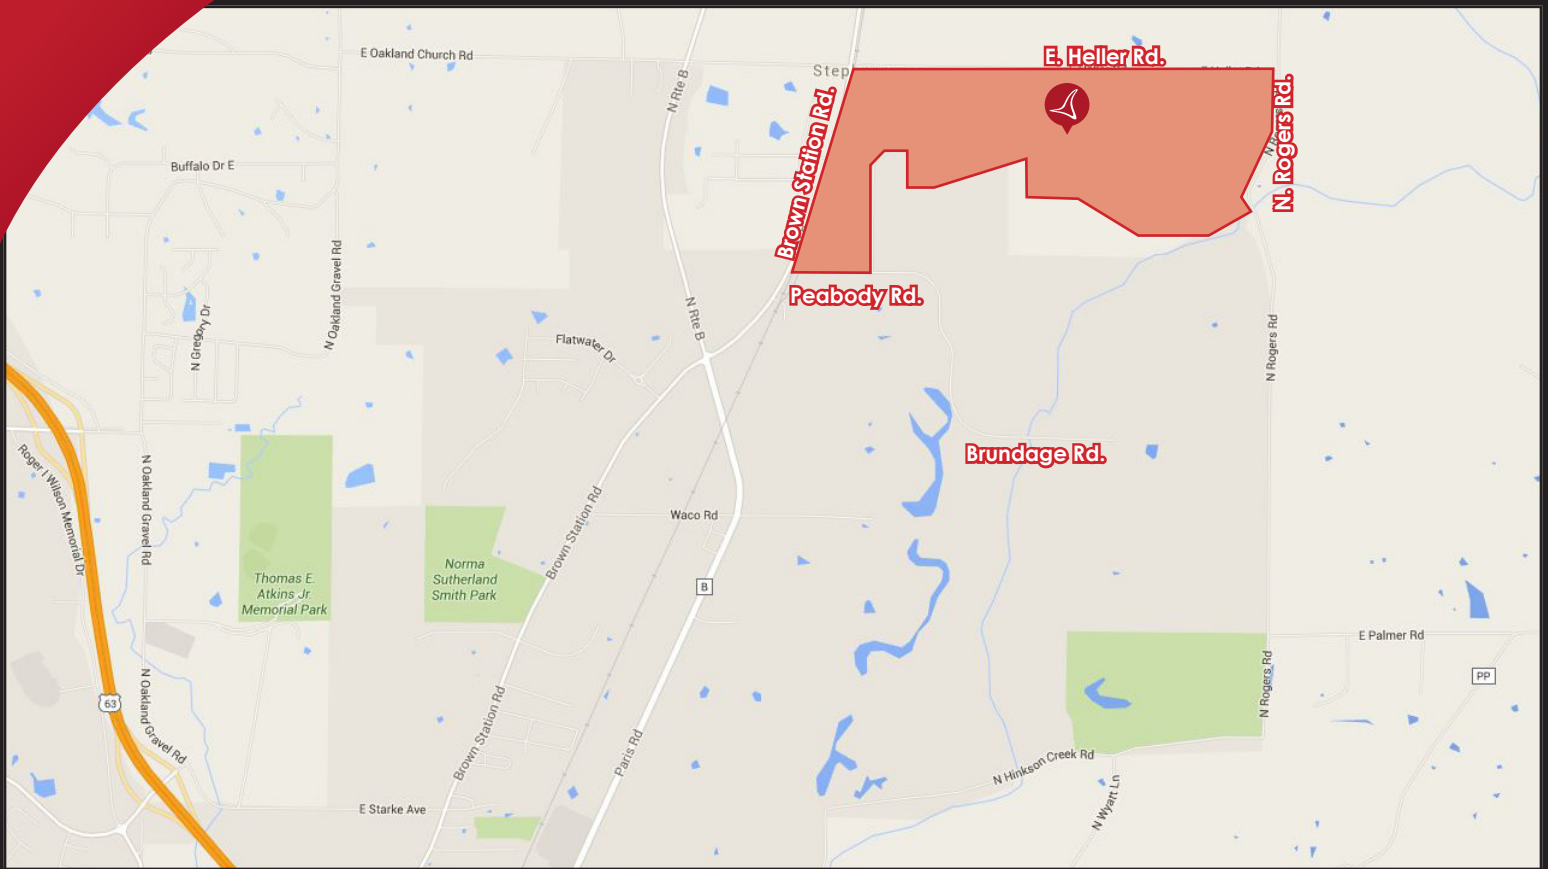 E Oakland Church Rd
N Rte B
Step
E. Heller Rd.
N. Rogers Rd.
Brown Station Rd.
Buffalo Dr E
N Oakland Gravel Rd
N Gregory Dr
N Rte B
Peabody Rd.
Flatwater Dr
N Rogers Rd
Brundage Rd.
Roger I Wilson Memorial Dr
N Oakland Gravel Rd
Brown Station Rd
Waco Rd
Thomas E.
Atkins Jr.
Memorial Park
Norma
Sutherland
Smith Park
B
E Palmer Rd
N Rogers Rd
PP
63
N Oakland Gravel Rd
Brown Station Rd
Paris Rd
N Hinkson Creek Rd
N Wyatt Ln
E Starke Ave